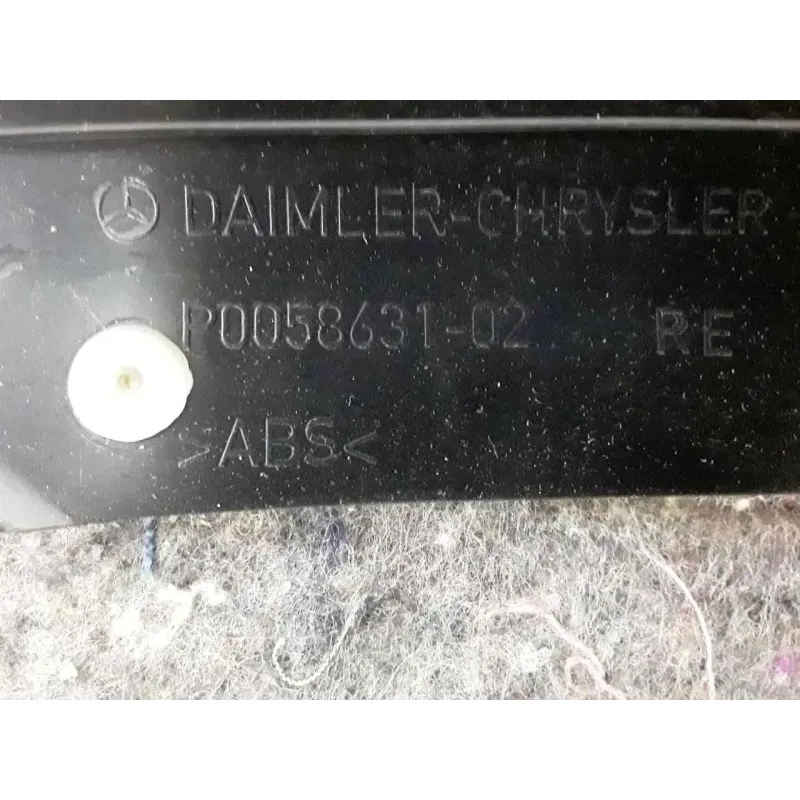 DAIMLER-CHRYSLER
P0058631-02 RE
>ABS<